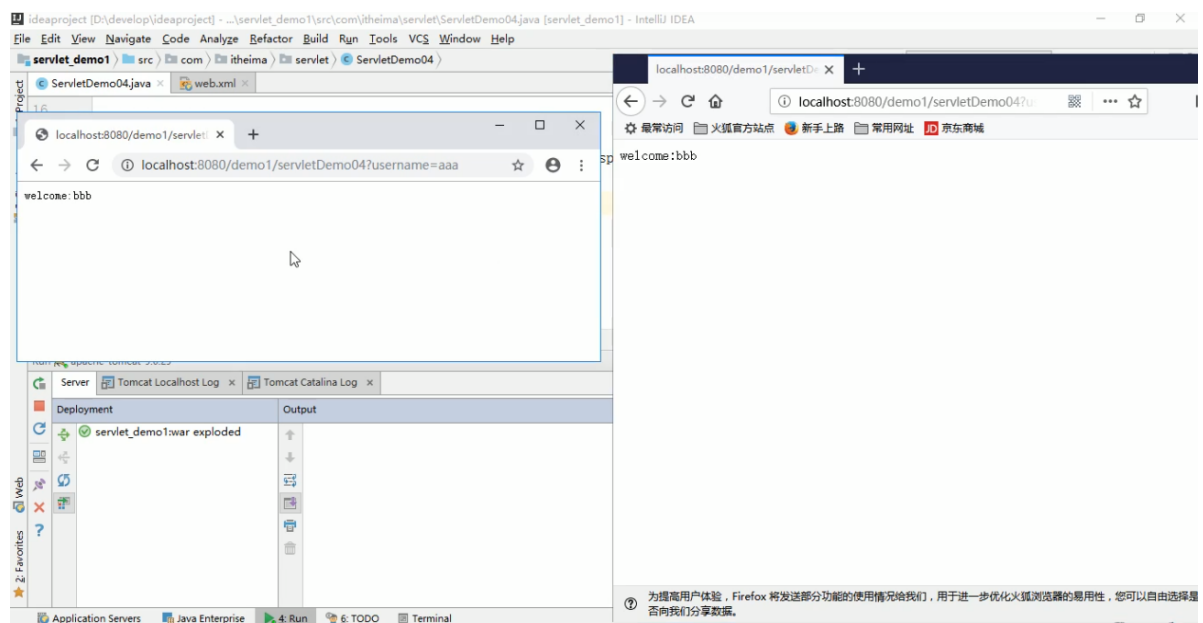 ideaproject [D:\develop\ideaproject] - ...\servlet_demo1\src\com\itheima\servlet\ServletDemo04.java [servlet_demo1] - IntelliJ IDEA
File Edit View Navigate Code Analyze Refactor Build Run Tools VCS Window Help
servlet_demo1 src com itheima servlet ServletDemo04
ServletDemo04.java web.xml
Project
16
localhost:8080/demo1/servletl
localhost:8080/demo1/servletDemo04?username=aaa
welcome:bbb
sp
localhost:8080/demo1/servletD
localhost:8080/demo1/servletDemo04?u
最常访问 火狐官方站点 新手上路 常用网址 JD 京东商城
welcome:bbb
Server Tomcat Localhost Log Tomcat Catalina Log
Deployment Output
servlet_demo1:war exploded
Web
2: Favorites
为提高用户体验，Firefox 将发送部分功能的使用情况给我们，用于进一步优化火狐浏览器的易用性，您可以自由选择是
否向我们分享数据。
Application Servers Java Enterprise 4: Run 6: TODO Terminal